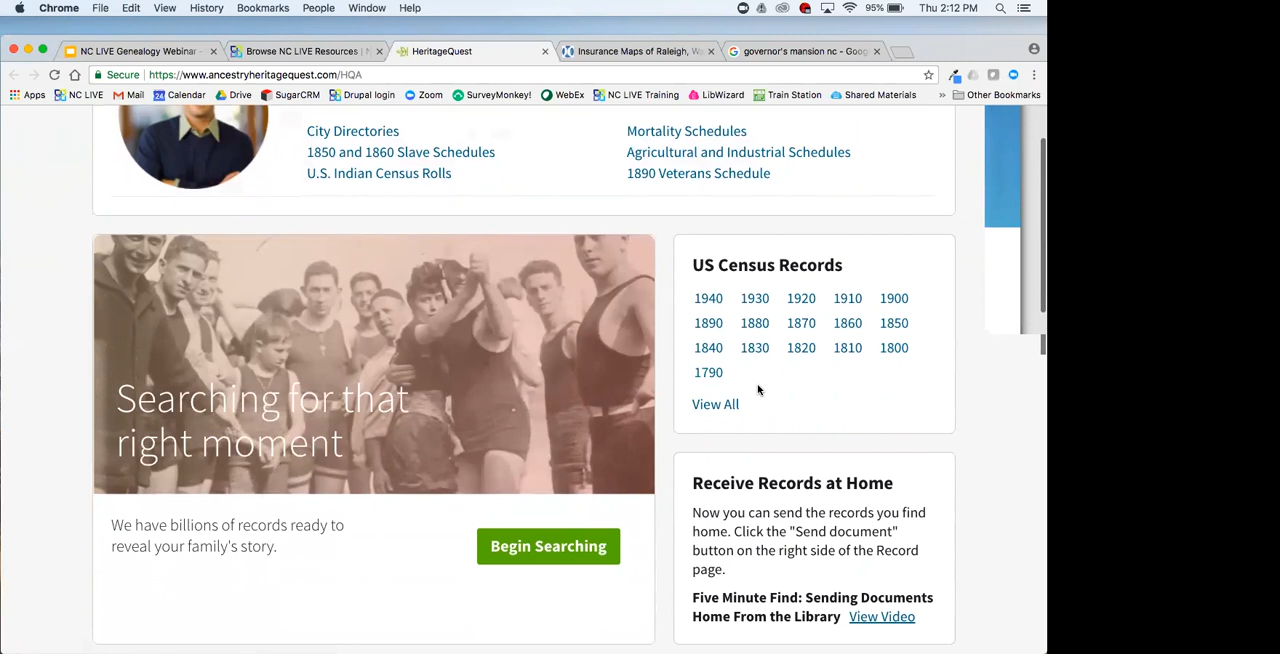 Chrome File Edit View History Bookmarks People Window Help 95% Thu 2:12 PM
NC LIVE Genealogy Webinar - Browse NC LIVE Resources | N HeritageQuest Insurance Maps of Raleigh, Wa governor's mansion nc - Goog
Secure | https://www.ancestryheritagequest.com/HQA
Apps NC LIVE Mail 24 Calendar Drive SugarCRM Drupal login Zoom SurveyMonkey! WebEx NC LIVE Training LibWizard Train Station Shared Materials » Other Bookmarks
City Directories Mortality Schedules
1850 and 1860 Slave Schedules Agricultural and Industrial Schedules
U.S. Indian Census Rolls 1890 Veterans Schedule
Searching for that
right moment
We have billions of records ready to
reveal your family's story.
Begin Searching
US Census Records
1940 1930 1920 1910 1900
1890 1880 1870 1860 1850
1840 1830 1820 1810 1800
1790
View All
Receive Records at Home
Now you can send the records you find
home. Click the "Send document"
button on the right side of the Record
page.
Five Minute Find: Sending Documents
Home From the Library View Video